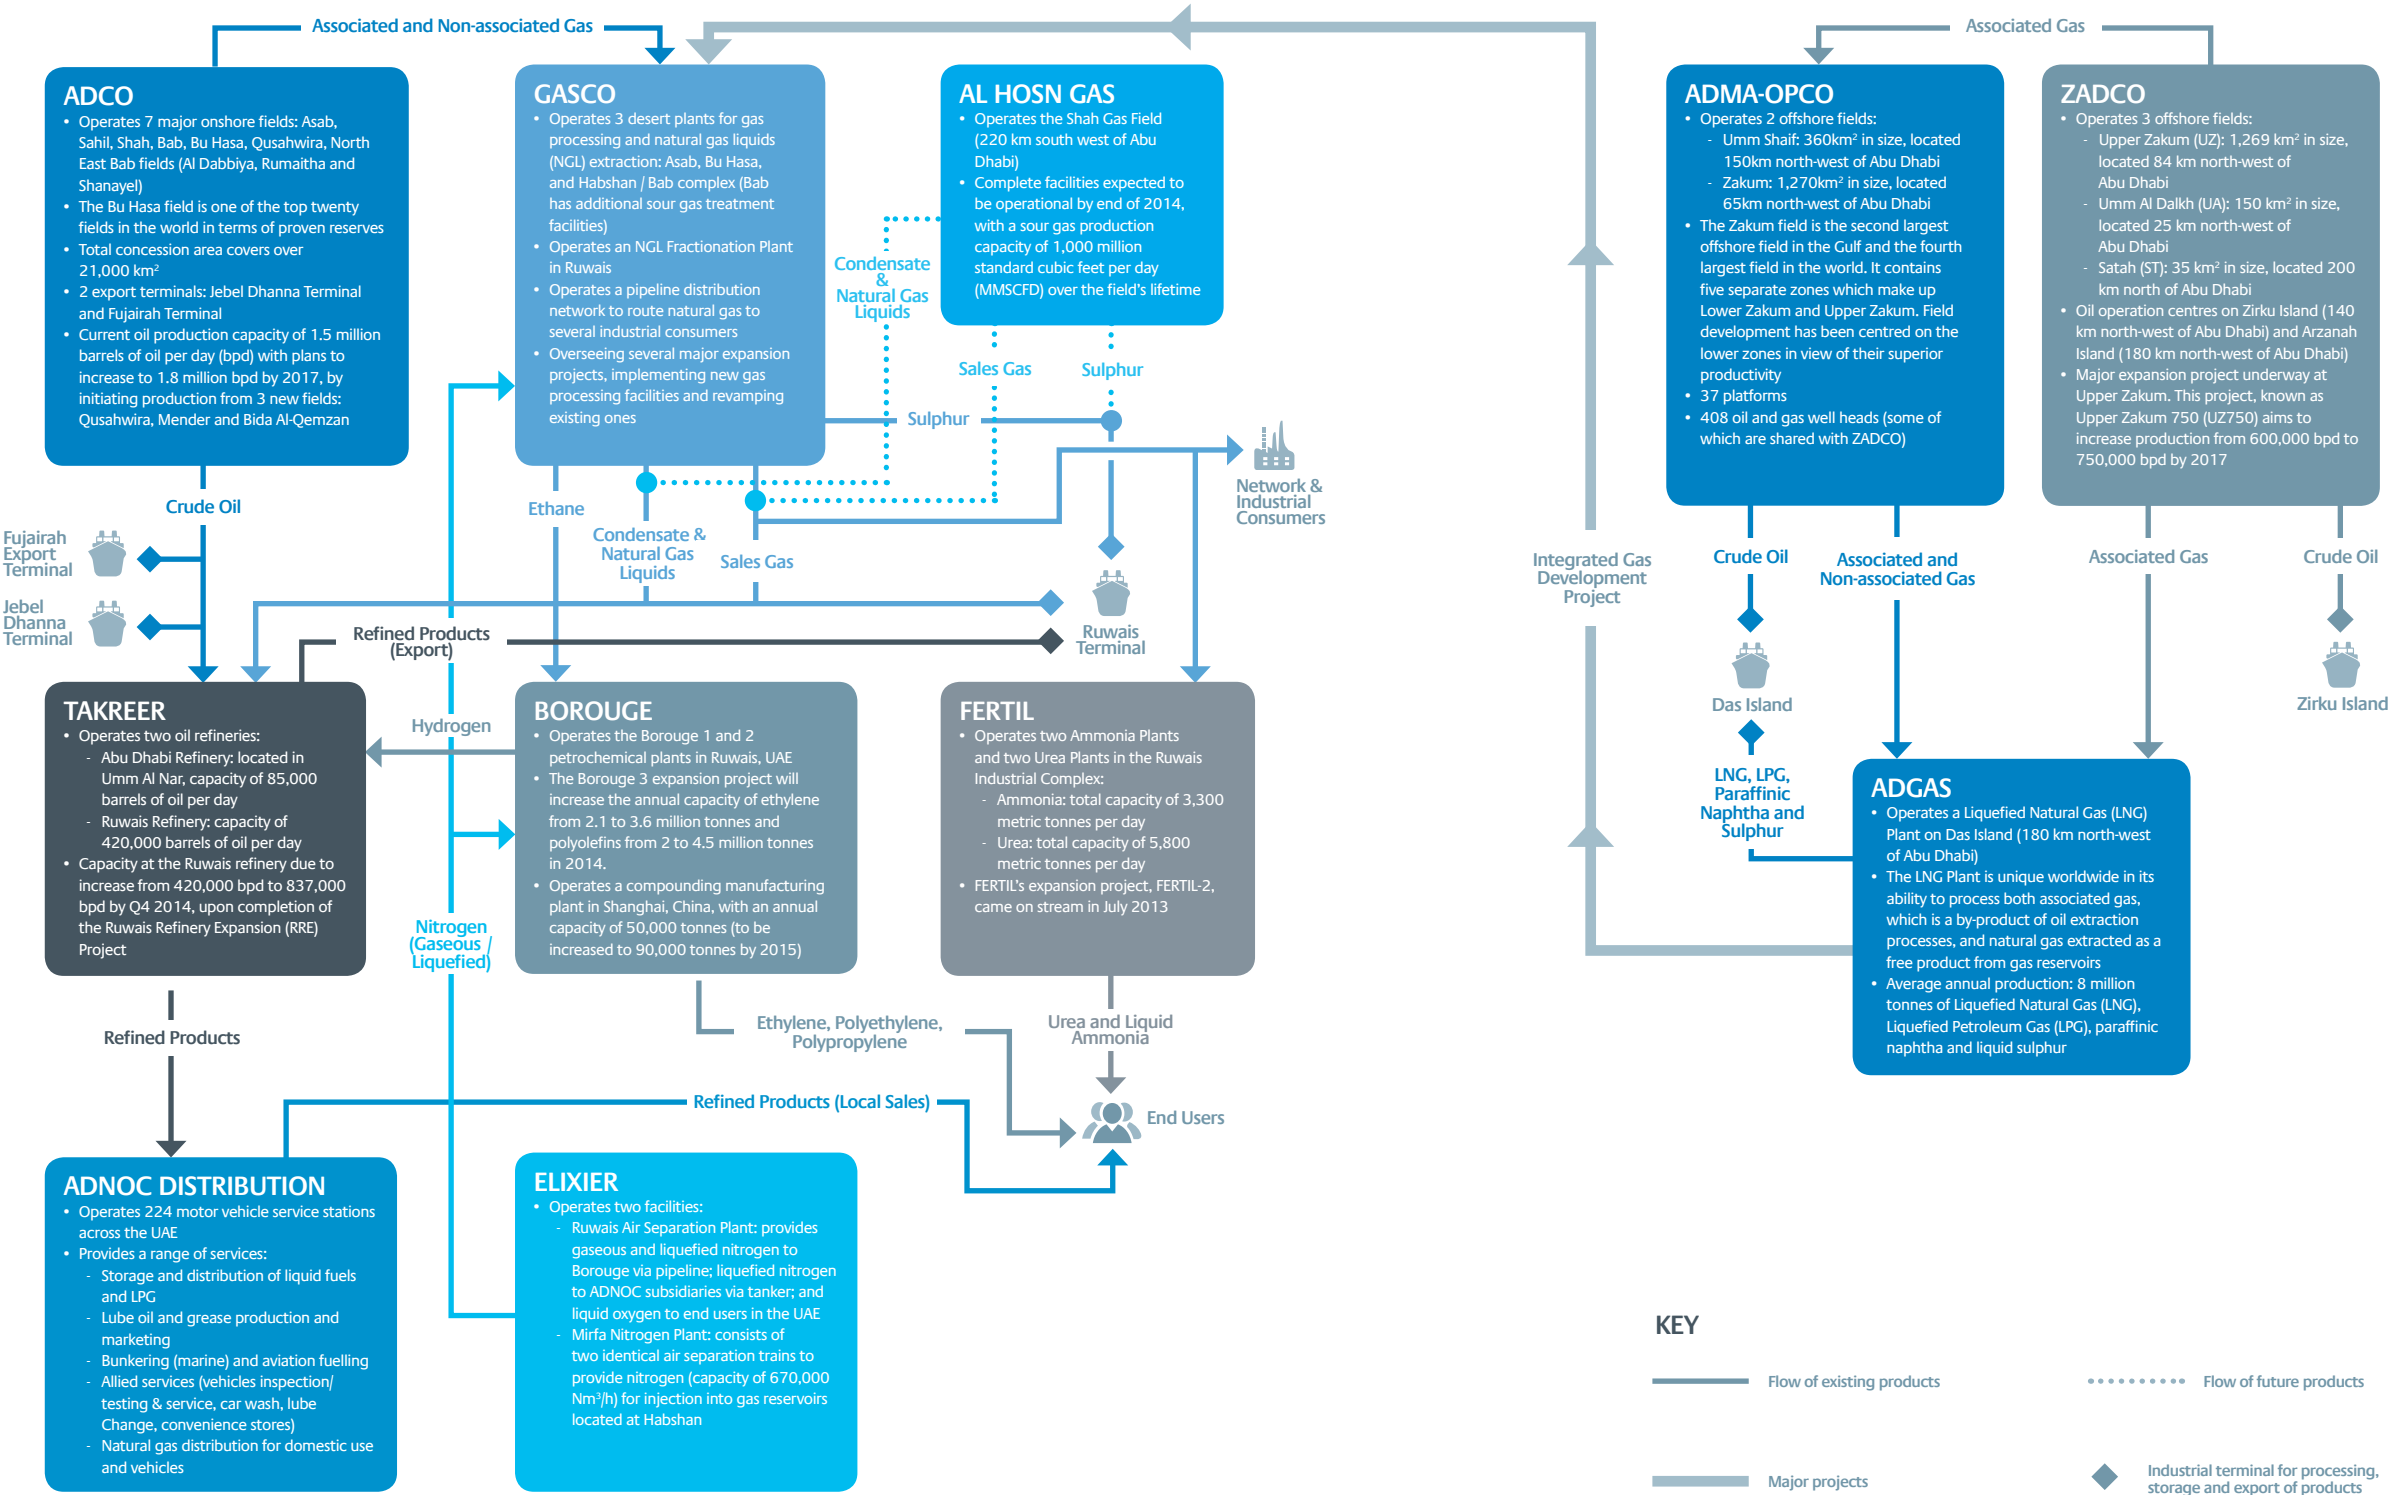 Associated and Non-associated Gas
Associated Gas
ADCO
• Operates 7 major onshore fields: Asab,
Sahil, Shah, Bab, Bu Hasa, Qusahwira, North
East Bab fields (Al Dabbiya, Rumaitha and
Shanayel)
• The Bu Hasa field is one of the top twenty
fields in the world in terms of proven reserves
• Total concession area covers over
21,000 km²
• 2 export terminals: Jebel Dhanna Terminal
and Fujairah Terminal
• Current oil production capacity of 1.5 million
barrels of oil per day (bpd) with plans to
increase to 1.8 million bpd by 2017, by
initiating production from 3 new fields:
Qusahwira, Mender and Bida Al-Qemzan
GASCO
• Operates 3 desert plants for gas
processing and natural gas liquids
(NGL) extraction: Asab, Bu Hasa,
and Habshan / Bab complex (Bab
has additional sour gas treatment
facilities)
• Operates an NGL Fractionation Plant
in Ruwais
• Operates a pipeline distribution
network to route natural gas to
several industrial consumers
• Overseeing several major expansion
projects, implementing new gas
processing facilities and revamping
existing ones
AL HOSN GAS
• Operates the Shah Gas Field
(220 km south west of Abu
Dhabi)
• Complete facilities expected to
be operational by end of 2014,
with a sour gas production
capacity of 1,000 million
standard cubic feet per day
(MMSCFD) over the field's lifetime
ADMA-OPCO
• Operates 2 offshore fields:
- Umm Shaif: 360km² in size, located
150km north-west of Abu Dhabi
- Zakum: 1,270km² in size, located
65km north-west of Abu Dhabi
• The Zakum field is the second largest
offshore field in the Gulf and the fourth
largest field in the world. It contains
five separate zones which make up
Lower Zakum and Upper Zakum. Field
development has been centred on the
lower zones in view of their superior
productivity
• 37 platforms
• 408 oil and gas well heads (some of
which are shared with ZADCO)
ZADCO
• Operates 3 offshore fields:
- Upper Zakum (UZ): 1,269 km² in size,
located 84 km north-west of
Abu Dhabi
- Umm Al Dalkh (UA): 150 km² in size,
located 25 km north-west of
Abu Dhabi
- Satah (ST): 35 km² in size, located 200
km north of Abu Dhabi
• Oil operation centres on Zirku Island (140
km north-west of Abu Dhabi) and Arzanah
Island (180 km north-west of Abu Dhabi)
• Major expansion project underway at
Upper Zakum. This project, known as
Upper Zakum 750 (UZ750) aims to
increase production from 600,000 bpd to
750,000 bpd by 2017
Condensate
&
Natural Gas
Liquids
Sales Gas
Sulphur
Sulphur
Network &
Industrial
Consumers
Crude Oil
Fujairah
Export
Terminal
Jebel
Dhanna
Terminal
Ethane
Condensate &
Natural Gas
Liquids
Sales Gas
Refined Products
(Export)
Ruwais
Terminal
Integrated Gas
Development
Project
Crude Oil
Associated and
Non-associated Gas
Associated Gas
Crude Oil
Das Island
Zirku Island
LNG, LPG,
Paraffinic
Naphtha and
Sulphur
TAKREER
• Operates two oil refineries:
- Abu Dhabi Refinery: located in
Umm Al Nar, capacity of 85,000
barrels of oil per day
- Ruwais Refinery: capacity of
420,000 barrels of oil per day
• Capacity at the Ruwais refinery due to
increase from 420,000 bpd to 837,000
bpd by Q4 2014, upon completion of
the Ruwais Refinery Expansion (RRE)
Project
Hydrogen
Nitrogen
(Gaseous /
Liquefied)
BOROUGE
• Operates the Borouge 1 and 2
petrochemical plants in Ruwais, UAE
• The Borouge 3 expansion project will
increase the annual capacity of ethylene
from 2.1 to 3.6 million tonnes and
polyolefins from 2 to 4.5 million tonnes
in 2014.
• Operates a compounding manufacturing
plant in Shanghai, China, with an annual
capacity of 50,000 tonnes (to be
increased to 90,000 tonnes by 2015)
FERTIL
• Operates two Ammonia Plants
and two Urea Plants in the Ruwais
Industrial Complex:
- Ammonia: total capacity of 3,300
metric tonnes per day
- Urea: total capacity of 5,800
metric tonnes per day
• FERTIL's expansion project, FERTIL-2,
came on stream in July 2013
ADGAS
• Operates a Liquefied Natural Gas (LNG)
Plant on Das Island (180 km north-west
of Abu Dhabi)
• The LNG Plant is unique worldwide in its
ability to process both associated gas,
which is a by-product of oil extraction
processes, and natural gas extracted as a
free product from gas reservoirs
• Average annual production: 8 million
tonnes of Liquefied Natural Gas (LNG),
Liquefied Petroleum Gas (LPG), paraffinic
naphtha and liquid sulphur
Refined Products
Ethylene, Polyethylene,
Polypropylene
Urea and Liquid
Ammonia
Refined Products (Local Sales)
End Users
ADNOC DISTRIBUTION
• Operates 224 motor vehicle service stations
across the UAE
• Provides a range of services:
- Storage and distribution of liquid fuels
and LPG
- Lube oil and grease production and
marketing
- Bunkering (marine) and aviation fuelling
- Allied services (vehicles inspection/
testing & service, car wash, lube
Change, convenience stores)
- Natural gas distribution for domestic use
and vehicles
ELIXIER
• Operates two facilities:
- Ruwais Air Separation Plant: provides
gaseous and liquefied nitrogen to
Borouge via pipeline; liquefied nitrogen
to ADNOC subsidiaries via tanker; and
liquid oxygen to end users in the UAE
- Mirfa Nitrogen Plant: consists of
two identical air separation trains to
provide nitrogen (capacity of 670,000
Nm³/h) for injection into gas reservoirs
located at Habshan
KEY
Flow of existing products
Flow of future products
Major projects
Industrial terminal for processing,
storage and export of products